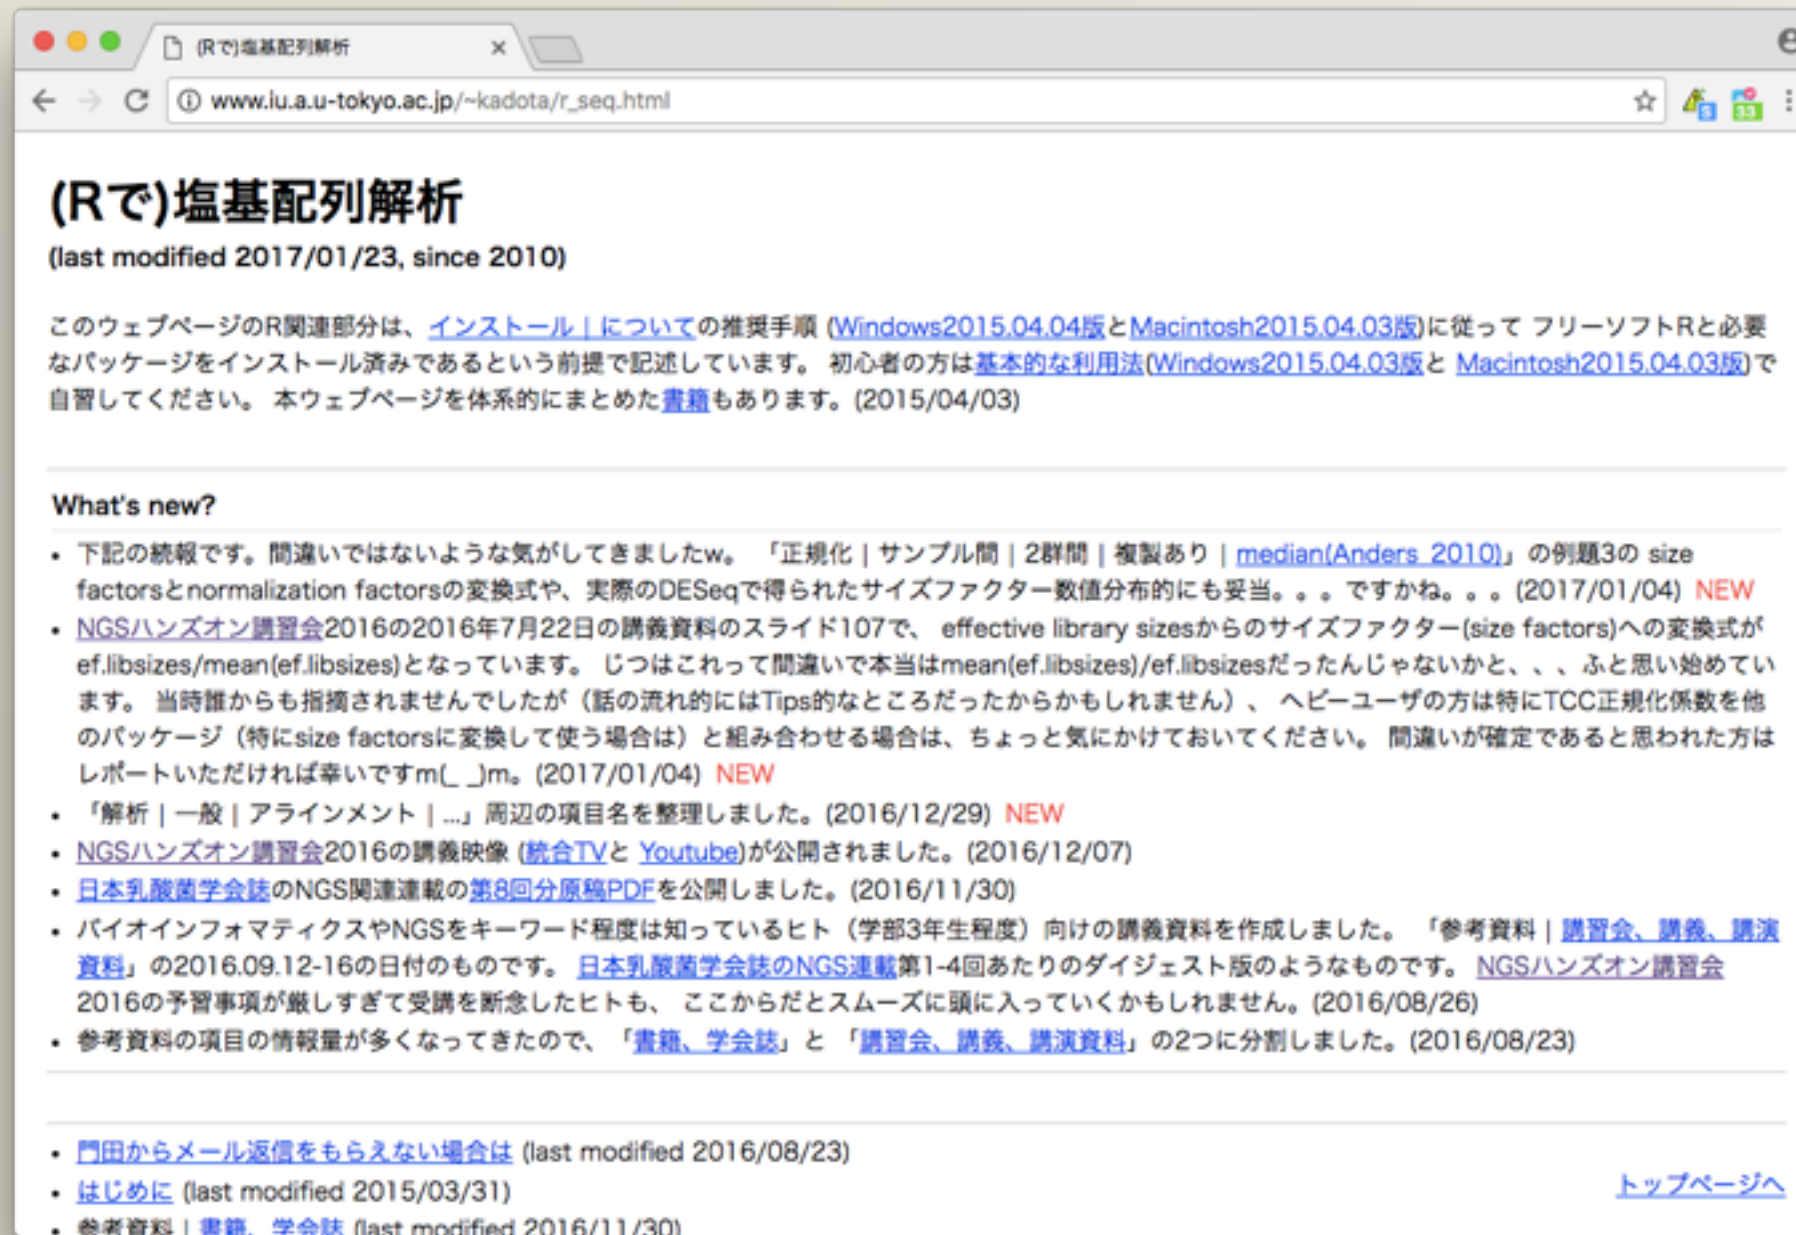 (Rで)塩基配列解析
www.iu.a.u-tokyo.ac.jp/~kadota/r_seq.html
33
(Rで)塩基配列解析
(last modified 2017/01/23, since 2010)
このウェブページのR関連部分は、インストール | についての推奨手順 (Windows2015.04.04版とMacintosh2015.04.03版)に従って フリーソフトRと必要
なパッケージをインストール済みであるという前提で記述しています。 初心者の方は基本的な利用法(Windows2015.04.03版と Macintosh2015.04.03版)で
自習してください。 本ウェブページを体系的にまとめた書籍もあります。(2015/04/03)
What's new?
• 下記の続報です。間違いではないような気がしてきましたw。 「正規化 | サンプル間 | 2群間 | 複製あり | median(Anders_2010)」の例題3の size
factorsとnormalization factorsの変換式や、実際のDESeqで得られたサイズファクター数値分布的にも妥当。。。ですかね。。。(2017/01/04) NEW
• NGSハンズオン講習会2016の2016年7月22日の講義資料のスライド107で、 effective library sizesからのサイズファクター(size factors)への変換式が
ef.libsizes/mean(ef.libsizes)となっています。 じつはこれって間違いで本当はmean(ef.libsizes)/ef.libsizesだったんじゃないかと、、、ふと思い始めてい
ます。 当時誰からも指摘されませんでしたが（話の流れ的にはTips的なところだったからかもしれません）、 ヘビーユーザの方は特にTCC正規化係数を他
のパッケージ（特にsize factorsに変換して使う場合は）と組み合わせる場合は、ちょっと気にかけておいてください。 間違いが確定であると思われた方は
レポートいただければ幸いですm(_ _)m。(2017/01/04) NEW
• 「解析 | 一般 | アラインメント | ...」周辺の項目名を整理しました。(2016/12/29) NEW
• NGSハンズオン講習会2016の講義映像 (統合TVと Youtube)が公開されました。(2016/12/07)
• 日本乳酸菌学会誌のNGS関連連載の第8回分原稿PDFを公開しました。(2016/11/30)
• バイオインフォマティクスやNGSをキーワード程度は知っているヒト（学部3年生程度）向けの講義資料を作成しました。 「参考資料 | 講習会、講義、講演
資料」の2016.09.12-16の日付のものです。 日本乳酸菌学会誌のNGS連載第1-4回あたりのダイジェスト版のようなものです。 NGSハンズオン講習会
2016の予習事項が厳しすぎて受講を断念したヒトも、 ここからだとスムーズに頭に入っていくかもしれません。(2016/08/26)
• 参考資料の項目の情報量が多くなってきたので、「書籍、学会誌」と 「講習会、講義、講演資料」の2つに分割しました。(2016/08/23)
• 門田からメール返信をもらえない場合は (last modified 2016/08/23)
• はじめに (last modified 2015/03/31)
トップページへ
• 参考資料 | 書籍、学会誌 (last modified 2016/11/30)